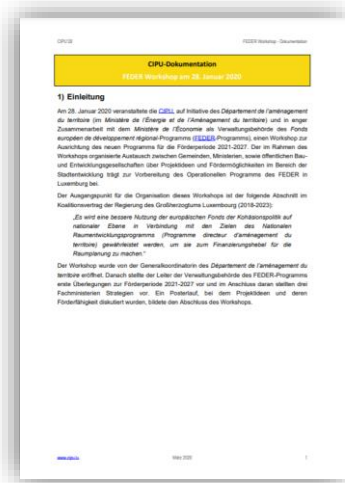 CIPU.GE
FEDER Workshop - Dokumentation
CIPU-Dokumentation
FEDER Workshop am 28. Januar 2020
1) Einleitung
Am 28. Januar 2020 veranstaltete die CIPU, auf Initiative des Département de l'aménagement
du territoire (im Ministère de l'Énergie et de l'Aménagement du territoire) und in enger
Zusammenarbeit mit dem Ministère de l'Économie als Verwaltungsbehörde des Fonds
européen de développement régional-Programms (FEDER-Programms), einen Workshop zur
Ausrichtung des neuen Programms für die Förderperiode 2021-2027. Der im Rahmen des
Workshops organisierte Austausch zwischen Gemeinden, Ministerien, sowie öffentlichen Bau-
und Entwicklungsgesellschaften über Projektideen und Fördermöglichkeiten im Bereich der
Stadtentwicklung trägt zur Vorbereitung des Operationellen Programms des FEDER in
Luxemburg bei.
Der Ausgangspunkt für die Organisation dieses Workshops ist der folgende Abschnitt im
Koalitionsvertrag der Regierung des Großherzogtums Luxembourg (2018-2023):
„Es wird eine bessere Nutzung der europäischen Fonds der Kohäsionspolitik auf
nationaler Ebene in Verbindung mit den Zielen des Nationalen
Raumentwicklungsprogramms (Programme directeur d'aménagement du
territoire) gewährleistet werden, um sie zum Finanzierungshebel für die
Raumplanung zu machen."
Der Workshop wurde von der Generalkoordinatorin des Département de l'aménagement du
territoire eröffnet. Danach stellte der Leiter der Verwaltungsbehörde des FEDER-Programms
erste Überlegungen zur Förderperiode 2021-2027 vor und im Anschluss daran stellten drei
Fachministerien Strategien vor. Ein Posterlauf, bei dem Projektideen und deren
Förderfähigkeit diskutiert wurden, bildete den Abschluss des Workshops.
www.cipu.lu
März 2020
1